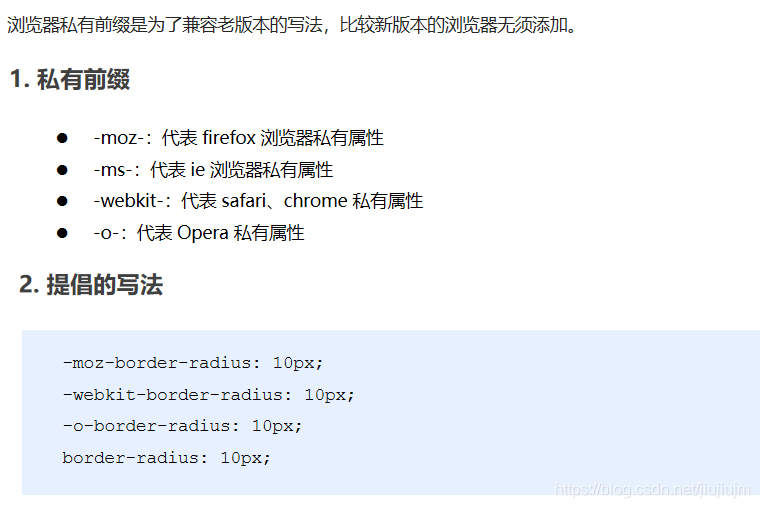 浏览器私有前缀是为了兼容老版本的写法，比较新版本的浏览器无须添加。
1. 私有前缀
● -moz-：代表 firefox 浏览器私有属性
● -ms-：代表 ie 浏览器私有属性
● -webkit-：代表 safari、chrome 私有属性
● -o-：代表 Opera 私有属性
2. 提倡的写法
-moz-border-radius: 10px;
-webkit-border-radius: 10px;
-o-border-radius: 10px;
border-radius: 10px;
https://blog.csdn.net/jiujiujm